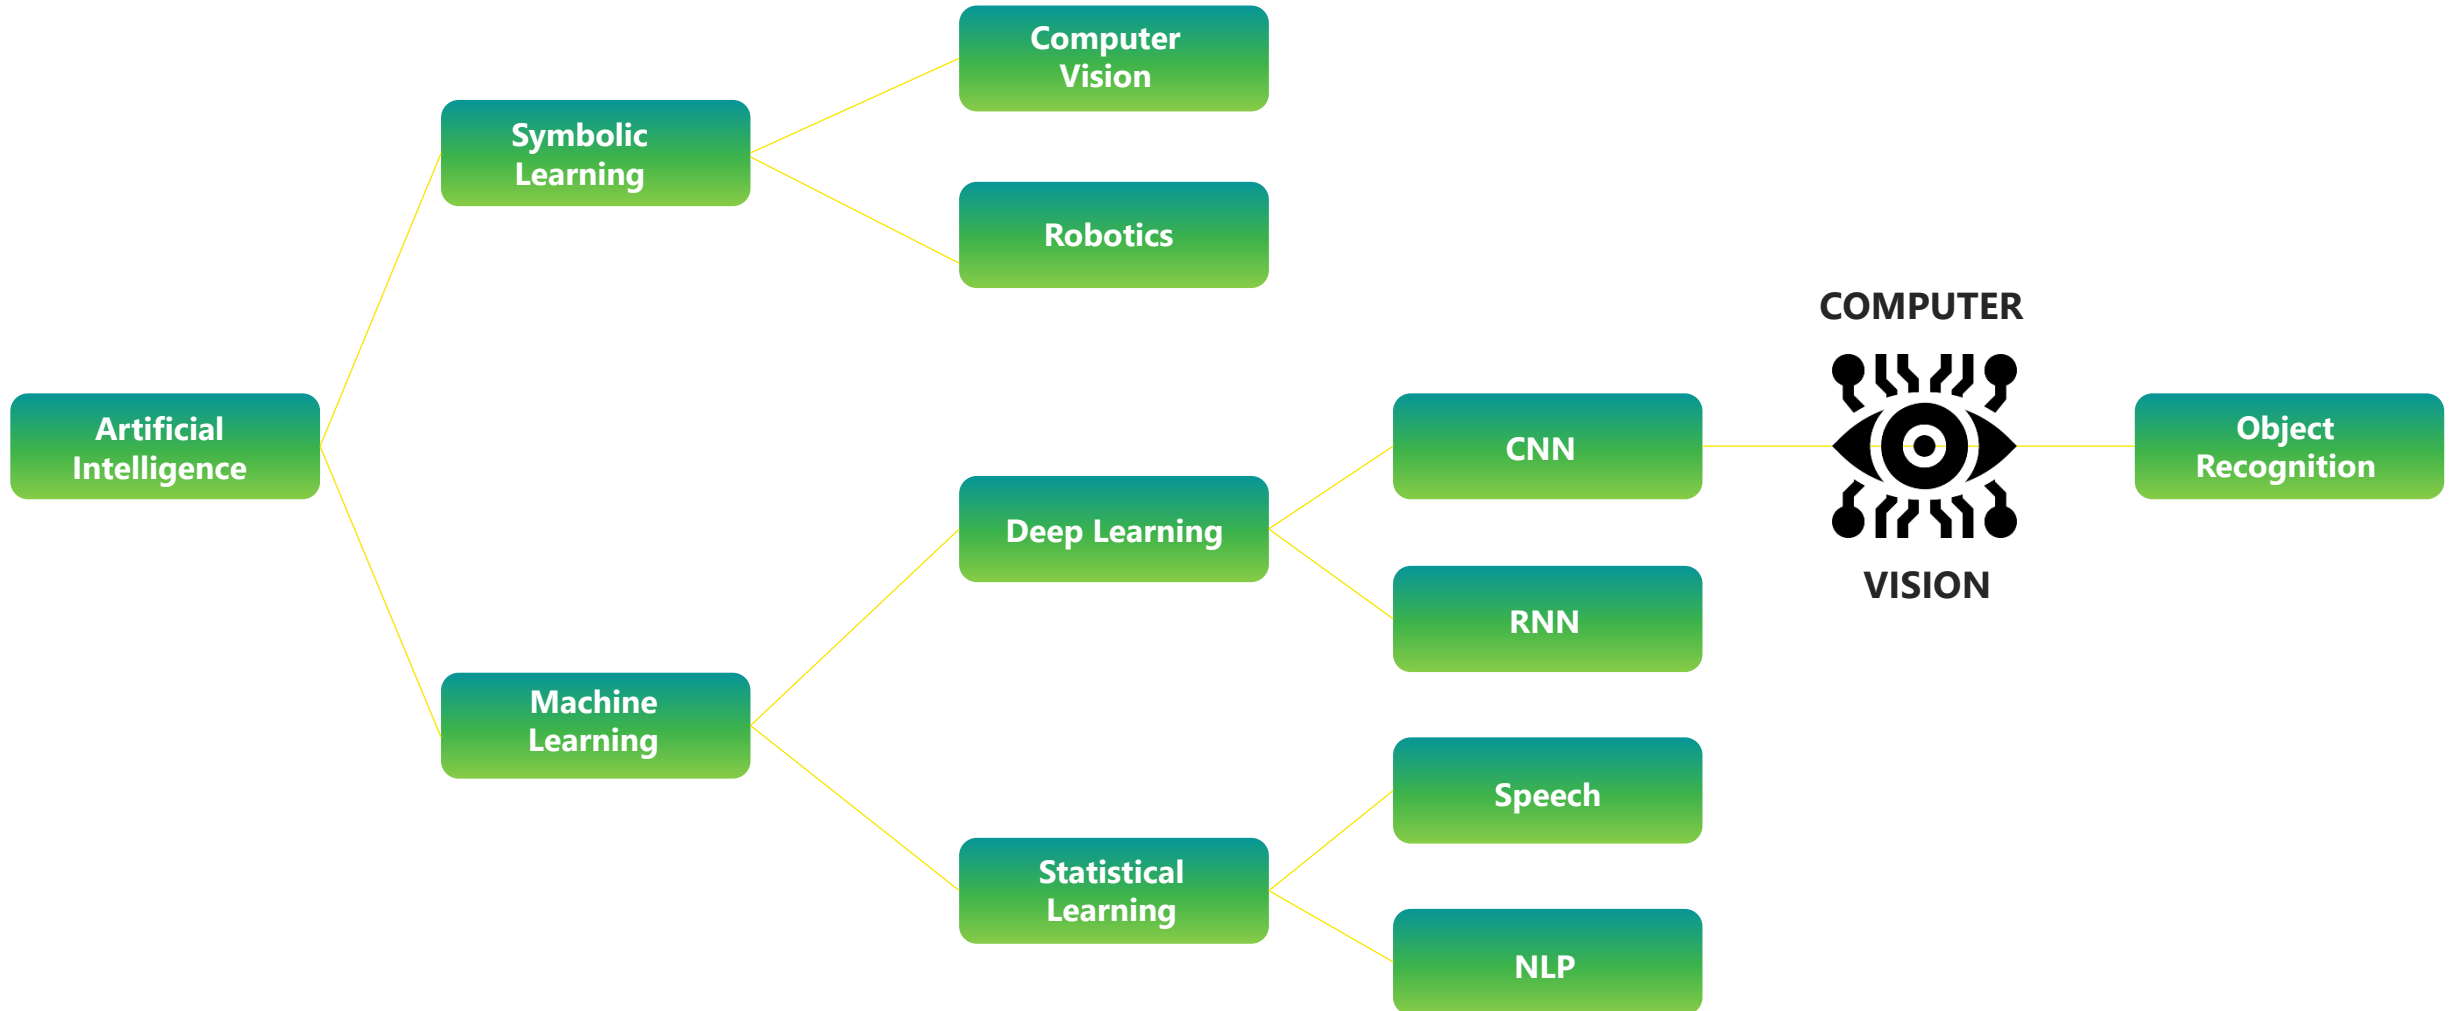 Computer
Vision
Symbolic
Learning
Robotics
COMPUTER
Artificial
Intelligence
CNN
Object
Recognition
Deep Learning
VISION
RNN
Machine
Learning
Speech
Statistical
Learning
NLP